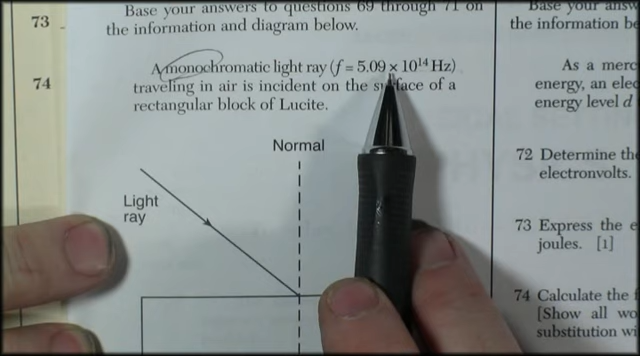 73
74
Base your answers to questions 69 through 71 on
the information and diagram below.
A monochromatic light ray (f = 5.09 × 10¹⁴ Hz)
traveling in air is incident on the surface of a
rectangular block of Lucite.
Normal
Light
ray
Base your
the information be
As a merc
energy, an elec
energy level d
72 Determine the
electronvolts.
73 Express the e
joules. [1]
74 Calculate the
[Show all wo
substitution wi